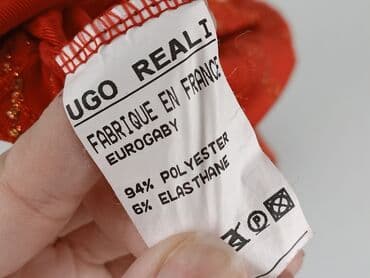 UGO REALI
FABRIQUE EN FRANCE
EUROGABY
94% POLYESTER
6% ELASTHANE
P